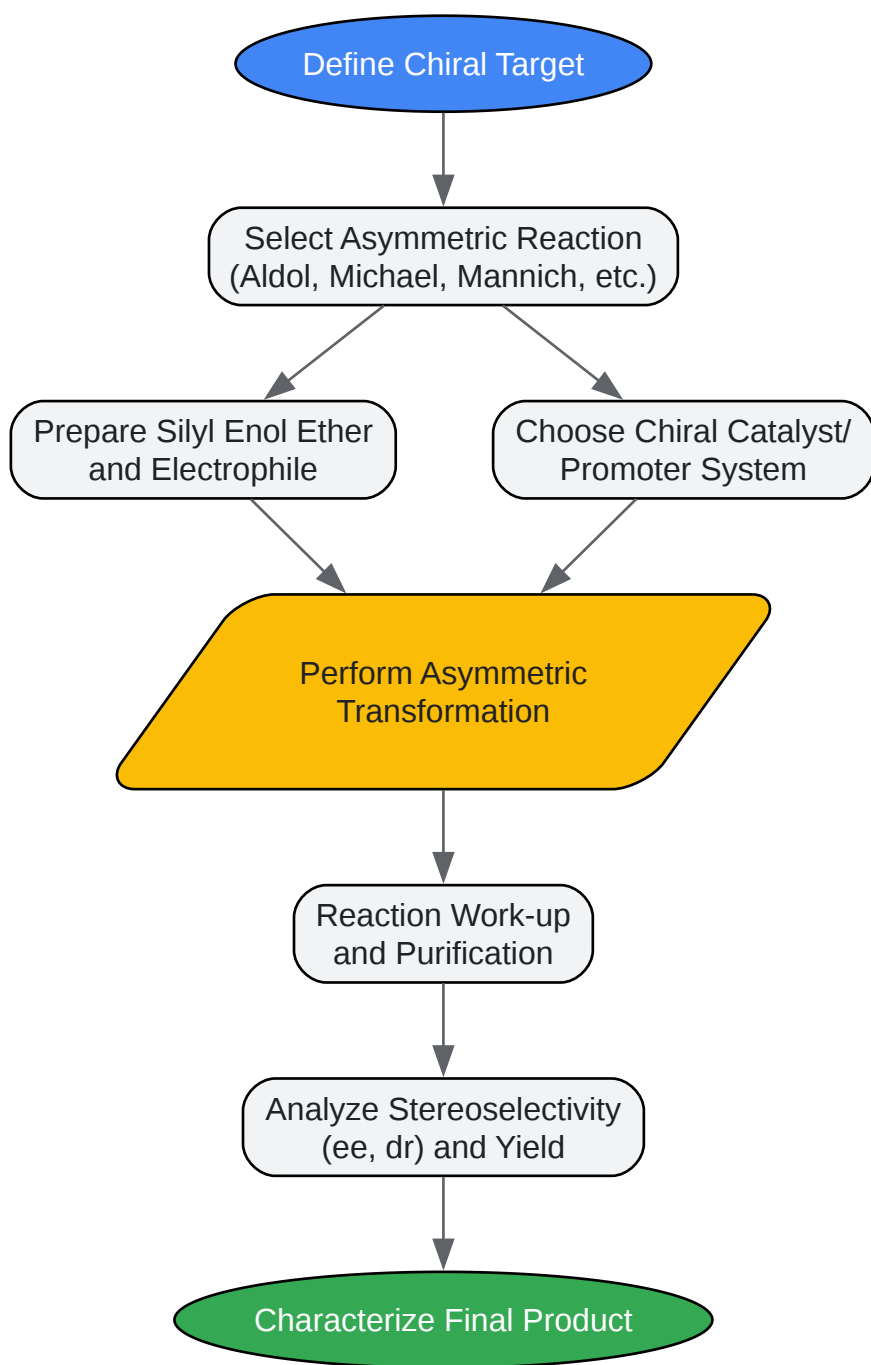 Define Chiral Target
Select Asymmetric Reaction
(Aldol, Michael, Mannich, etc.)
Prepare Silyl Enol Ether
and Electrophile
Choose Chiral Catalyst/
Promoter System
Perform Asymmetric
Transformation
Reaction Work-up
and Purification
Analyze Stereoselectivity
(ee, dr) and Yield
Characterize Final Product